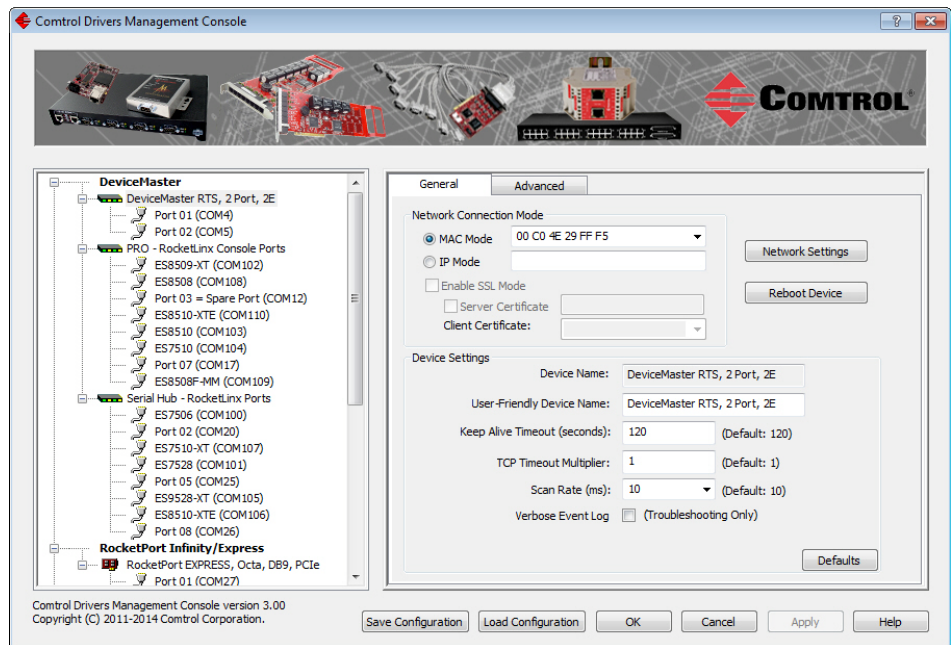 Comtrol Drivers Management Console
COMTROL
DeviceMaster
DeviceMaster RTS, 2 Port, 2E
Port 01 (COM4)
Port 02 (COM5)
PRO - RocketLinx Console Ports
ES8509-XT (COM102)
ES8508 (COM108)
Port 03 = Spare Port (COM12)
ES8510-XTE (COM110)
ES8510 (COM103)
ES7510 (COM104)
Port 07 (COM17)
ES8508F-MM (COM109)
Serial Hub - RocketLinx Ports
ES7506 (COM100)
Port 02 (COM20)
ES7510-XT (COM107)
ES7528 (COM101)
Port 05 (COM25)
ES9528-XT (COM105)
ES8510-XTE (COM106)
Port 08 (COM26)
RocketPort Infinity/Express
RocketPort EXPRESS, Octa, DB9, PCIe
Port 01 (COM27)
General Advanced
Network Connection Mode
MAC Mode 00 C0 4E 29 FF F5
IP Mode
Enable SSL Mode
Server Certificate
Client Certificate:
Network Settings
Reboot Device
Device Settings
Device Name: DeviceMaster RTS, 2 Port, 2E
User-Friendly Device Name: DeviceMaster RTS, 2 Port, 2E
Keep Alive Timeout (seconds): 120 (Default: 120)
TCP Timeout Multiplier: 1 (Default: 1)
Scan Rate (ms): 10 (Default: 10)
Verbose Event Log (Troubleshooting Only)
Defaults
Comtrol Drivers Management Console version 3.00
Copyright (C) 2011-2014 Comtrol Corporation.
Save Configuration Load Configuration OK Cancel Apply Help